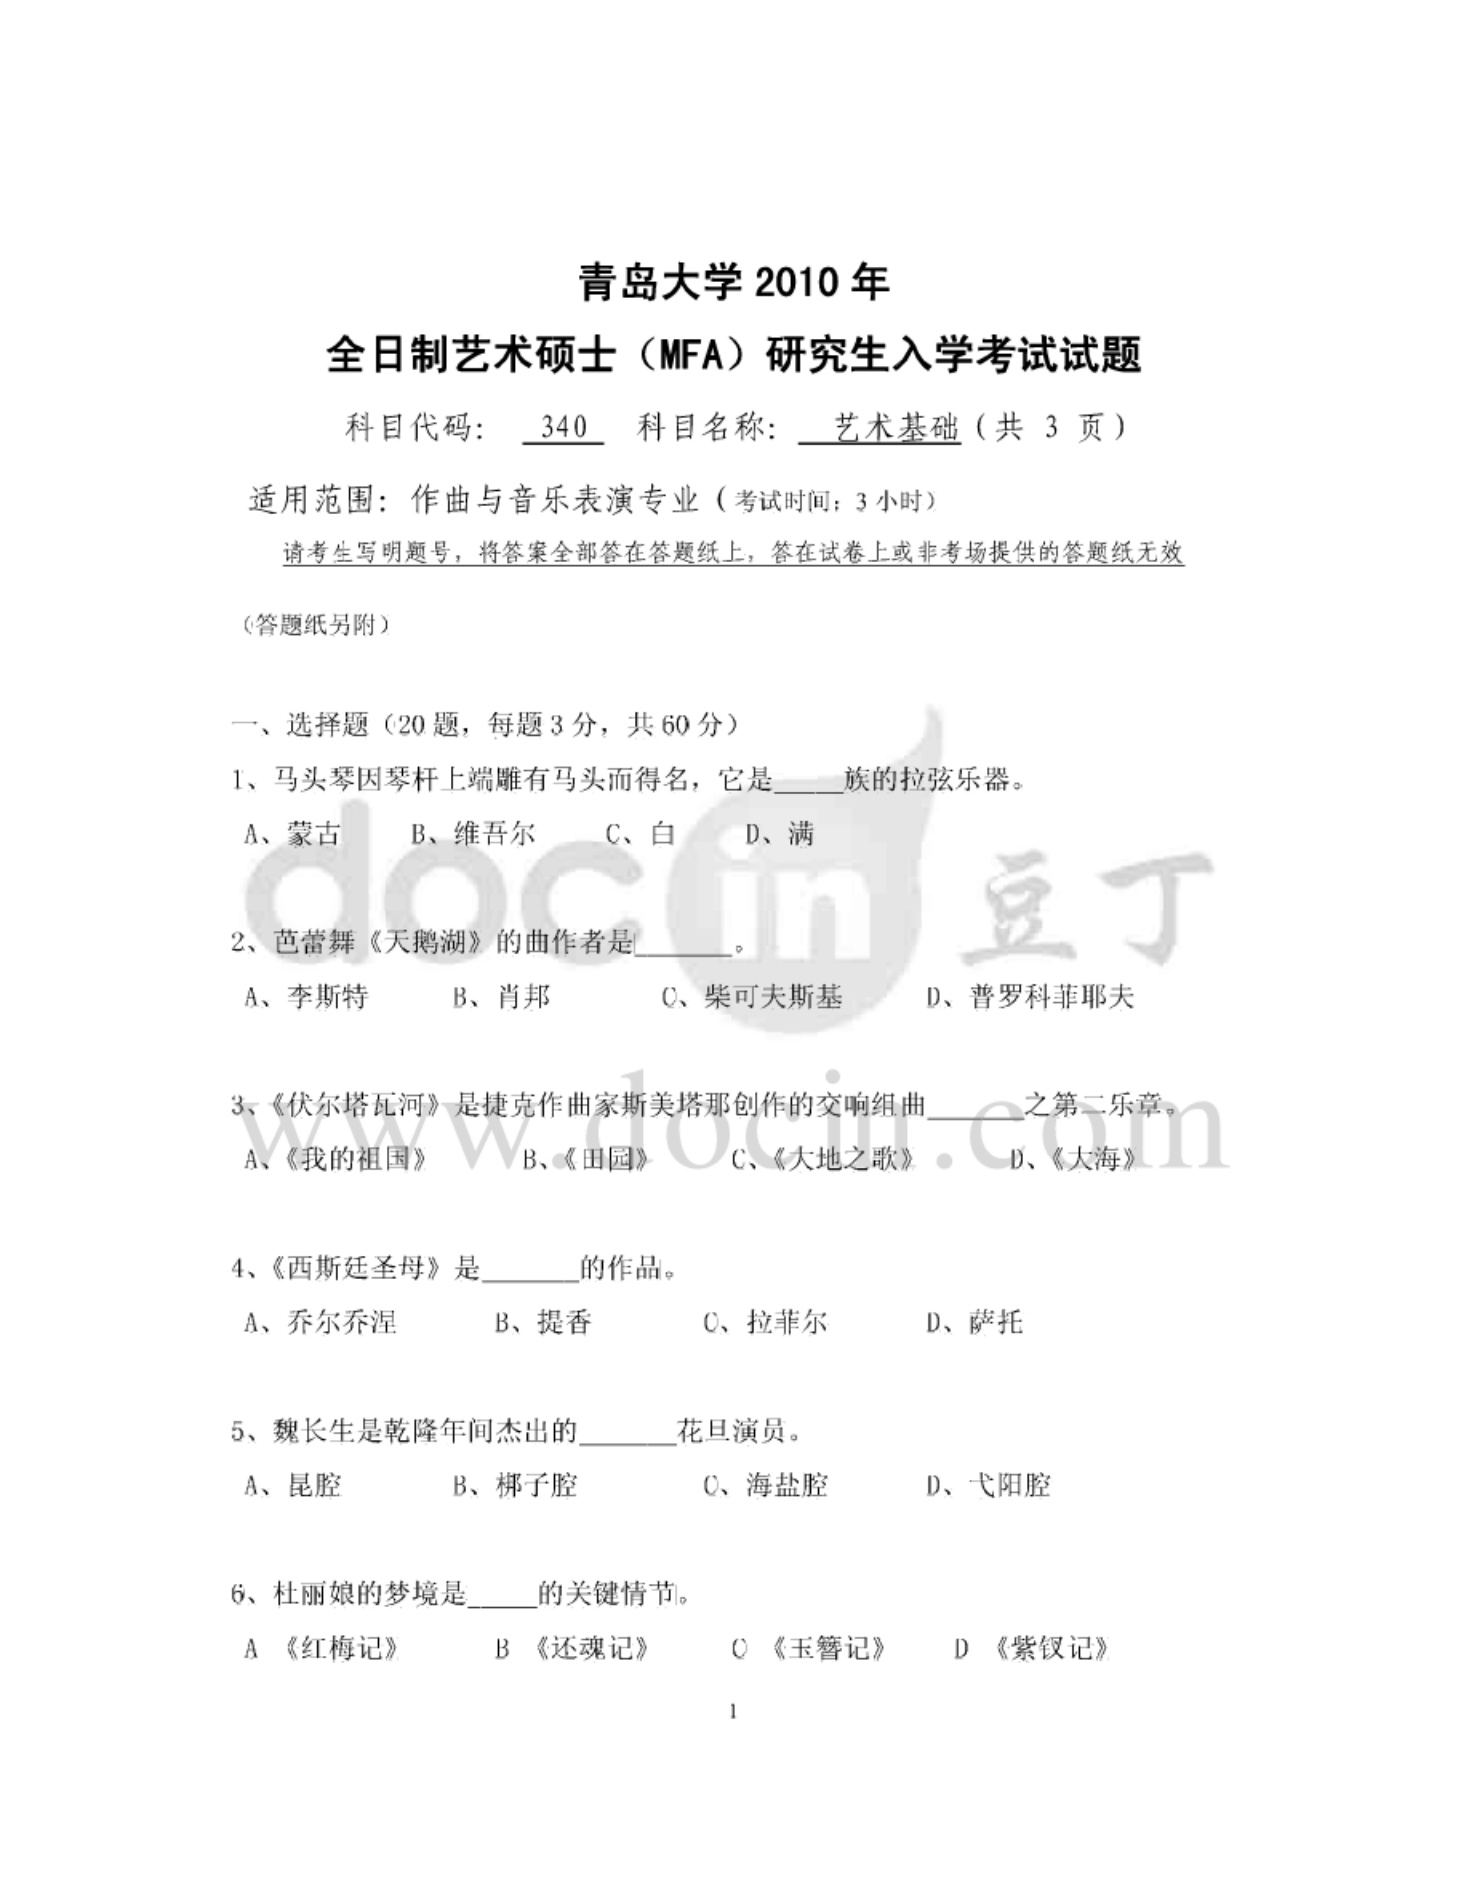 青岛大学 2010 年
全日制艺术硕士（MFA）研究生入学考试试题
科目代码： 340 科目名称： 艺术基础（共 3 页）
适用范围：作曲与音乐表演专业（考试时间：3 小时）
请考生写明题号，将答案全部答在答题纸上，答在试卷上或非考场提供的答题纸无效
（答题纸另附）
一、选择题（20 题，每题 3 分，共 60 分）
1、马头琴因琴杆上端雕有马头而得名，它是_____族的拉弦乐器。
A、蒙古 B、维吾尔 C、白 D、满
2、芭蕾舞《天鹅湖》的曲作者是_______。
A、李斯特 B、肖邦 C、柴可夫斯基 D、普罗科菲耶夫
3、《伏尔塔瓦河》是捷克作曲家斯美塔那创作的交响组曲_______之第二乐章。
A、《我的祖国》 B、《田园》 C、《大地之歌》 D、《大海》
4、《西斯廷圣母》是_______的作品。
A、乔尔乔涅 B、提香 C、拉菲尔 D、萨托
5、魏长生是乾隆年间杰出的_______花旦演员。
A、昆腔 B、梆子腔 C、海盐腔 D、弋阳腔
6、杜丽娘的梦境是_____的关键情节。
A 《红梅记》 B 《还魂记》 C 《玉簪记》 D 《紫钗记》
1
docin 豆丁
www.docin.com